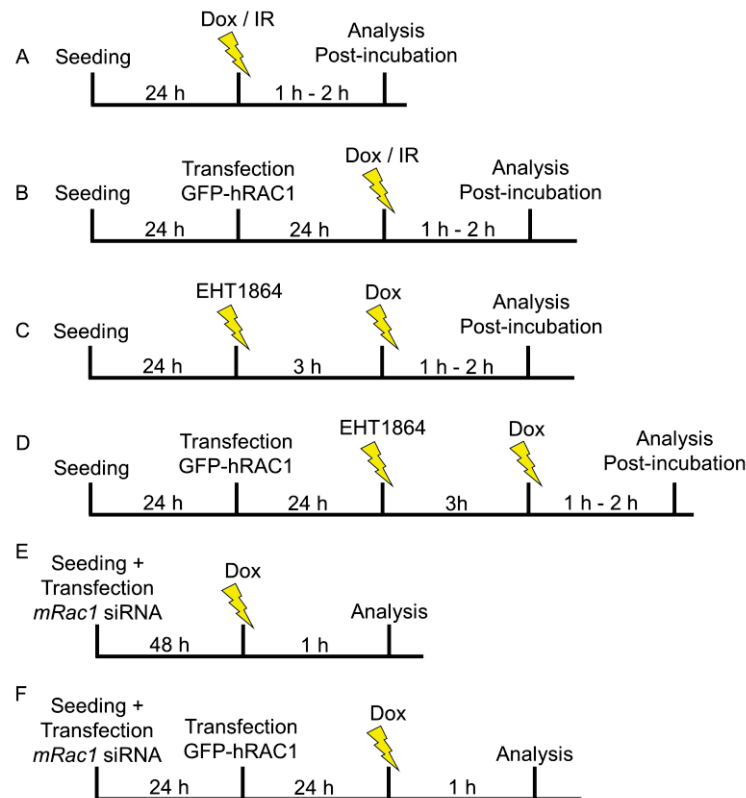 A
Seeding
Dox / IR
Analysis
Post-incubation
24 h
1 h - 2 h
B
Seeding
Transfection
GFP-hRAC1
Dox / IR
Analysis
Post-incubation
24 h
24 h
1 h - 2 h
C
Seeding
EHT1864
Dox
Analysis
Post-incubation
24 h
3 h
1 h - 2 h
D
Seeding
Transfection
GFP-hRAC1
EHT1864
Dox
Analysis
Post-incubation
24 h
24 h
3h
1 h - 2 h
E
Seeding +
Transfection
mRac1 siRNA
Dox
Analysis
48 h
1 h
F
Seeding +
Transfection
mRac1 siRNA
Transfection
GFP-hRAC1
Dox
Analysis
24 h
24 h
1 h